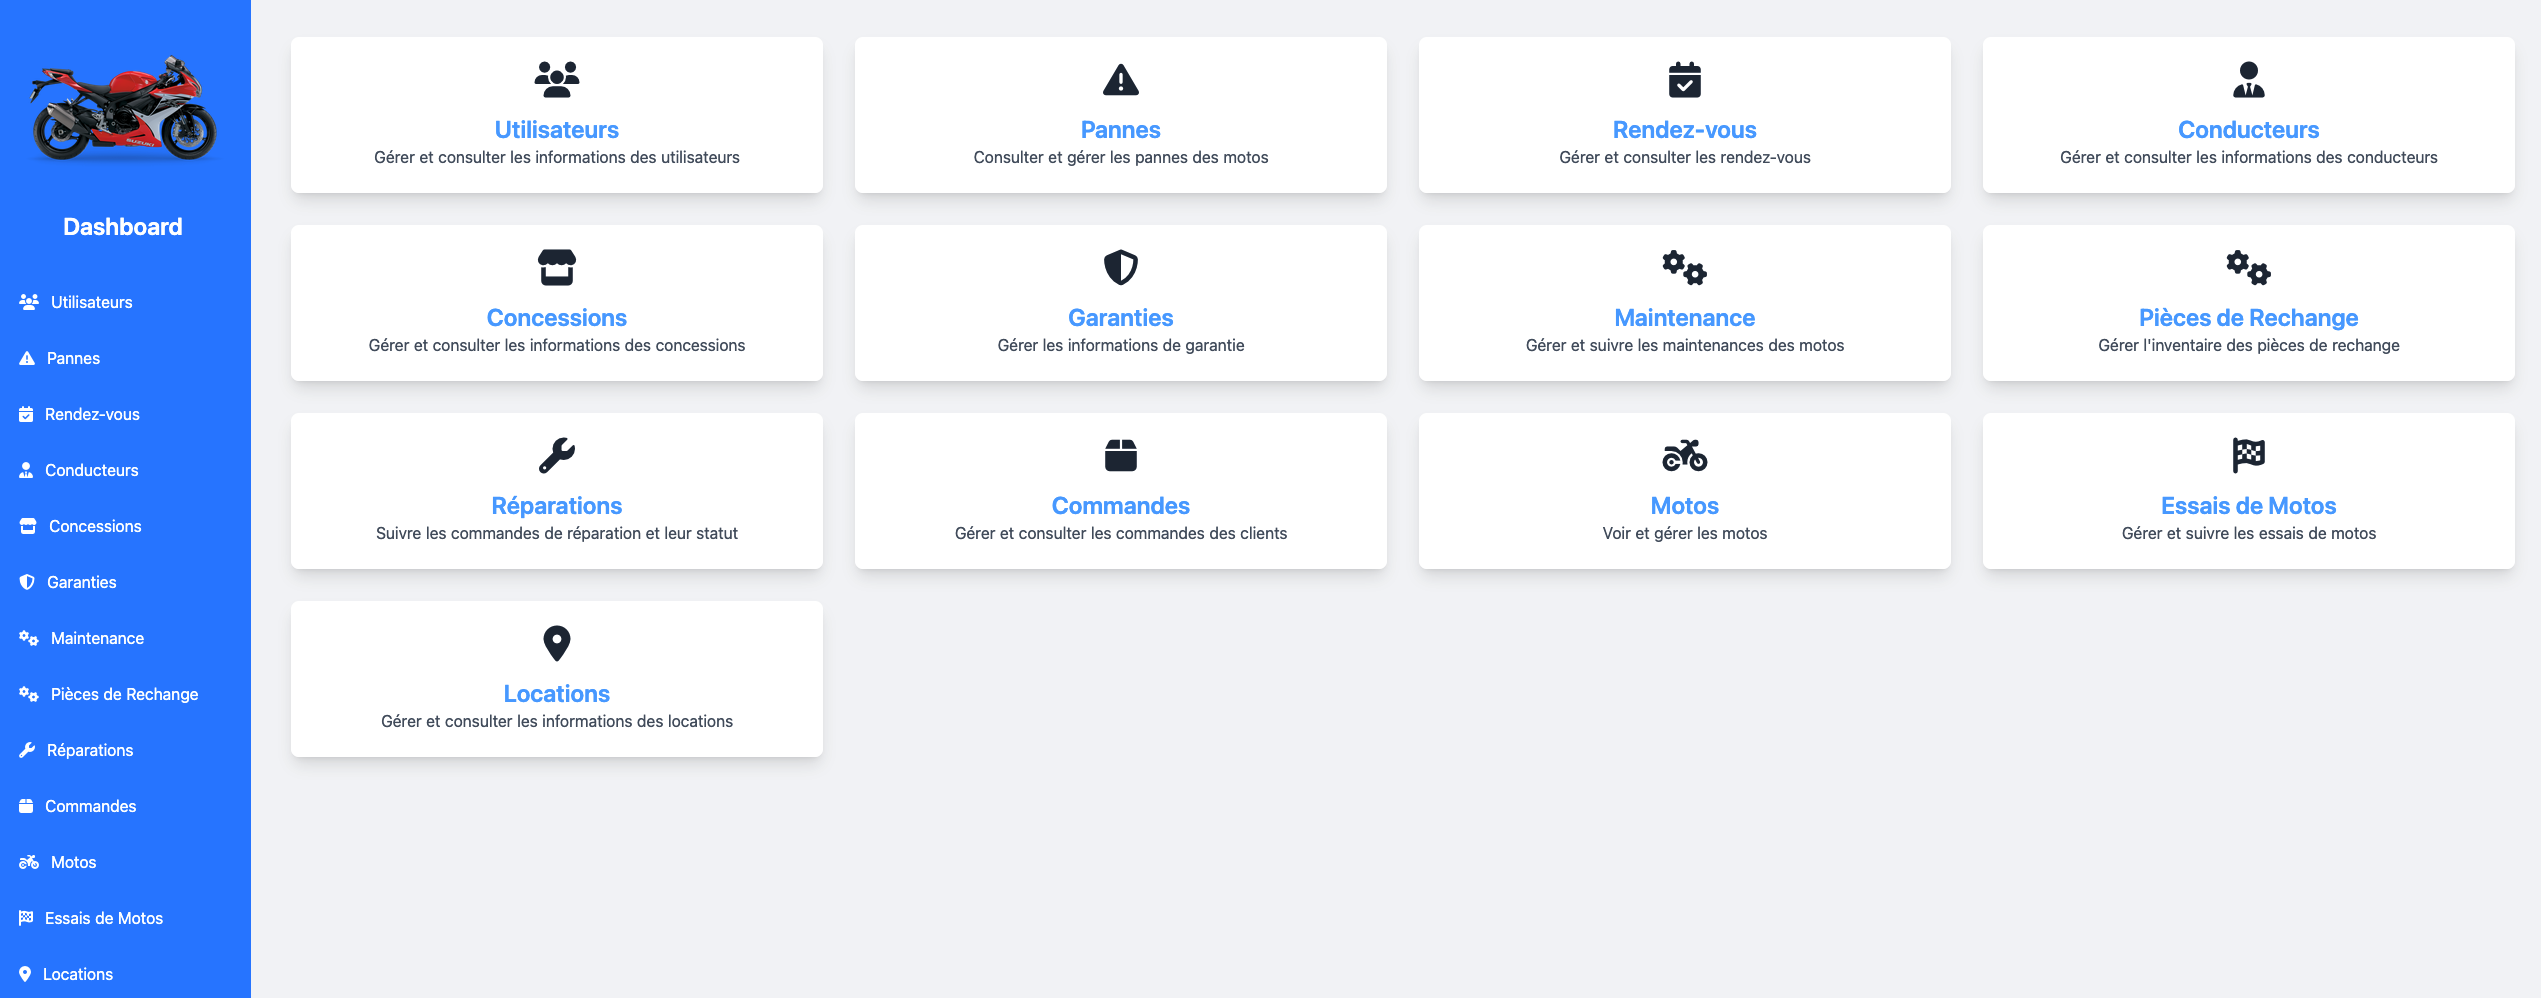 SUZUKI
Dashboard
Utilisateurs
Pannes
Rendez-vous
Conducteurs
Concessions
Garanties
Maintenance
Pièces de Rechange
Réparations
Commandes
Motos
Essais de Motos
Locations
Utilisateurs
Gérer et consulter les informations des utilisateurs
Pannes
Consulter et gérer les pannes des motos
Rendez-vous
Gérer et consulter les rendez-vous
Conducteurs
Gérer et consulter les informations des conducteurs
Concessions
Gérer et consulter les informations des concessions
Garanties
Gérer les informations de garantie
Maintenance
Gérer et suivre les maintenances des motos
Pièces de Rechange
Gérer l'inventaire des pièces de rechange
Réparations
Suivre les commandes de réparation et leur statut
Commandes
Gérer et consulter les commandes des clients
Motos
Voir et gérer les motos
Essais de Motos
Gérer et suivre les essais de motos
Locations
Gérer et consulter les informations des locations